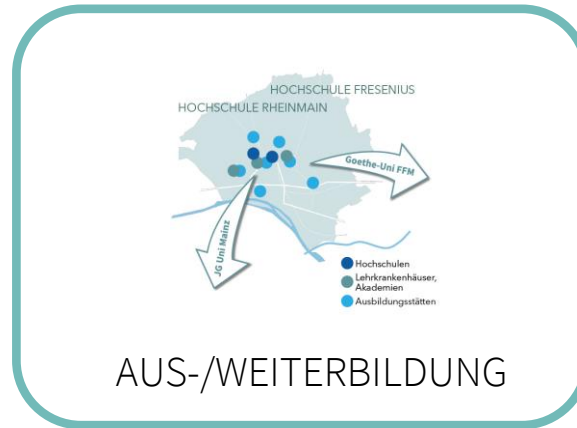 HOCHSCHULE FRESENIUS
HOCHSCHULE RHEINMAIN
Goethe-Uni FFM
JG Uni Mainz
Hochschulen
Lehrkrankenhäuser,
Akademien
Ausbildungsstätten
AUS-/WEITERBILDUNG